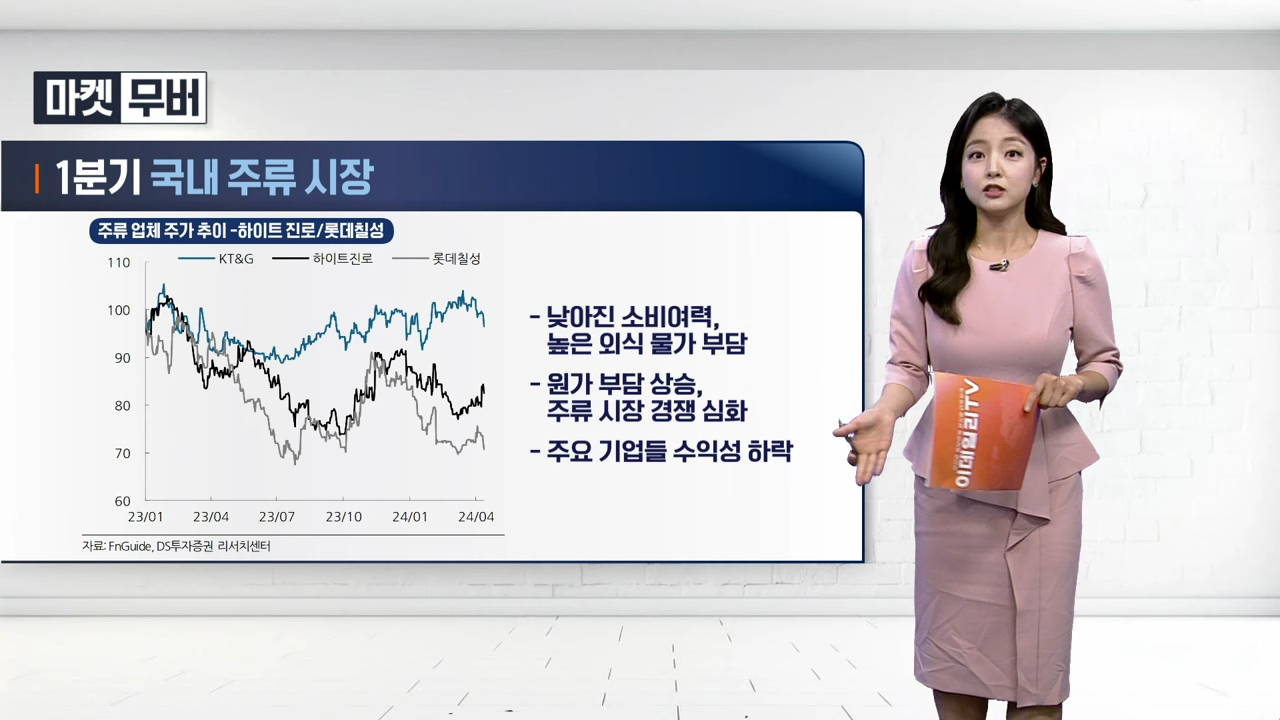 마켓 무버
1분기 국내 주류 시장
주류 업체 주가 추이 -하이트 진로/롯데칠성
KT&G 하이트진로 롯데칠성
110
100
90
80
70
60
23/01 23/04 23/07 23/10 24/01 24/04
자료: FnGuide, DS투자증권 리서치센터
- 낮아진 소비여력,
높은 외식 물가 부담
- 원가 부담 상승,
주류 시장 경쟁 심화
- 주요 기업들 수익성 하락
이데일리TV